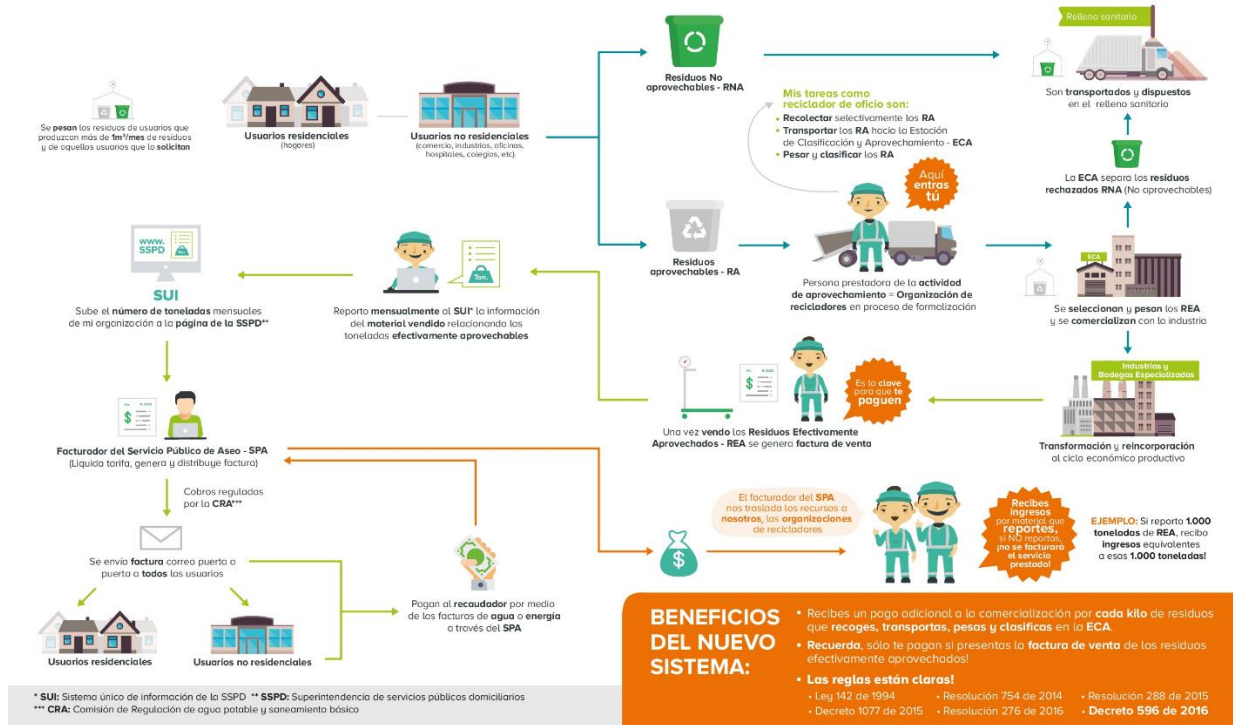 Relleno sanitario
Residuos No
aprovechables - RNA
Son transportados y dispuestos
en el relleno sanitario
Se pesan los residuos de usuarios que
produzcan más de 1m³/mes de residuos
y de aquellos usuarios que lo solicitan
Usuarios residenciales
(hogares)
Usuarios no residenciales
(comercio, industrias, oficinas,
hospitales, colegios, etc).
Mis tareas como
reciclador de oficio son:
• Recolectar selectivamente los RA
• Transportar los RA hacia la Estación
de Clasificación y Aprovechamiento - ECA
• Pesar y clasificar los RA
Aquí
entras
tú
La ECA separa los residuos
rechazados RNA (No aprovechables)
Residuos
aprovechables - RA
Persona prestadora de la actividad
de aprovechamiento = Organización de
recicladores en proceso de formalización
ECA
Se seleccionan y pesan los REA
y se comercializan con la industria
www.
SSPD
SUI
Sube el número de toneladas mensuales
de mi organización a la página de la SSPD**
Ton.
Reporto mensualmente al SUI* la información
del material vendido relacionando las
toneladas efectivamente aprovechables
Es la clave
para que te
paguen
Una vez vendo los Residuos Efectivamente
Aprovechados - REA se genera factura de venta
Industrias y
Bodegas Especializadas
Transformación y reincorporación
al ciclo económico productivo
Facturador del Servicio Público de Aseo - SPA
(Liquida tarifa, genera y distribuye factura)
Cobros regulados
por la CRA***
Se envía factura correo puerta a
puerta a todos los usuarios
Usuarios residenciales
Usuarios no residenciales
Pagan al recaudador por medio
de las facturas de agua o energía
a través del SPA
El facturador del SPA
nos traslada los recursos a
nosotros, las organizaciones
de recicladores
Recibes
ingresos
por material que
reportes,
si NO reportas,
¡no se facturará
el servicio
prestado!
EJEMPLO: Si reporto 1.000
toneladas de REA, recibo
ingresos equivalentes
a esas 1.000 toneladas!
BENEFICIOS
DEL NUEVO
SISTEMA:
• Recibes un pago adicional a la comercialización por cada kilo de residuos
que recoges, transportas, pesas y clasificas en la ECA.
• Recuerda, sólo te pagan si presentas la factura de venta de los residuos
efectivamente aprovechados!
• Las reglas están claras!
• Ley 142 de 1994 • Resolución 754 de 2014 • Resolución 288 de 2015
• Decreto 1077 de 2015 • Resolución 276 de 2016 • Decreto 596 de 2016
* SUI: Sistema único de información de la SSPD ** SSPD: Superintendencia de servicios públicos domiciliarios
*** CRA: Comisión de Regulación de agua potable y saneamiento básico